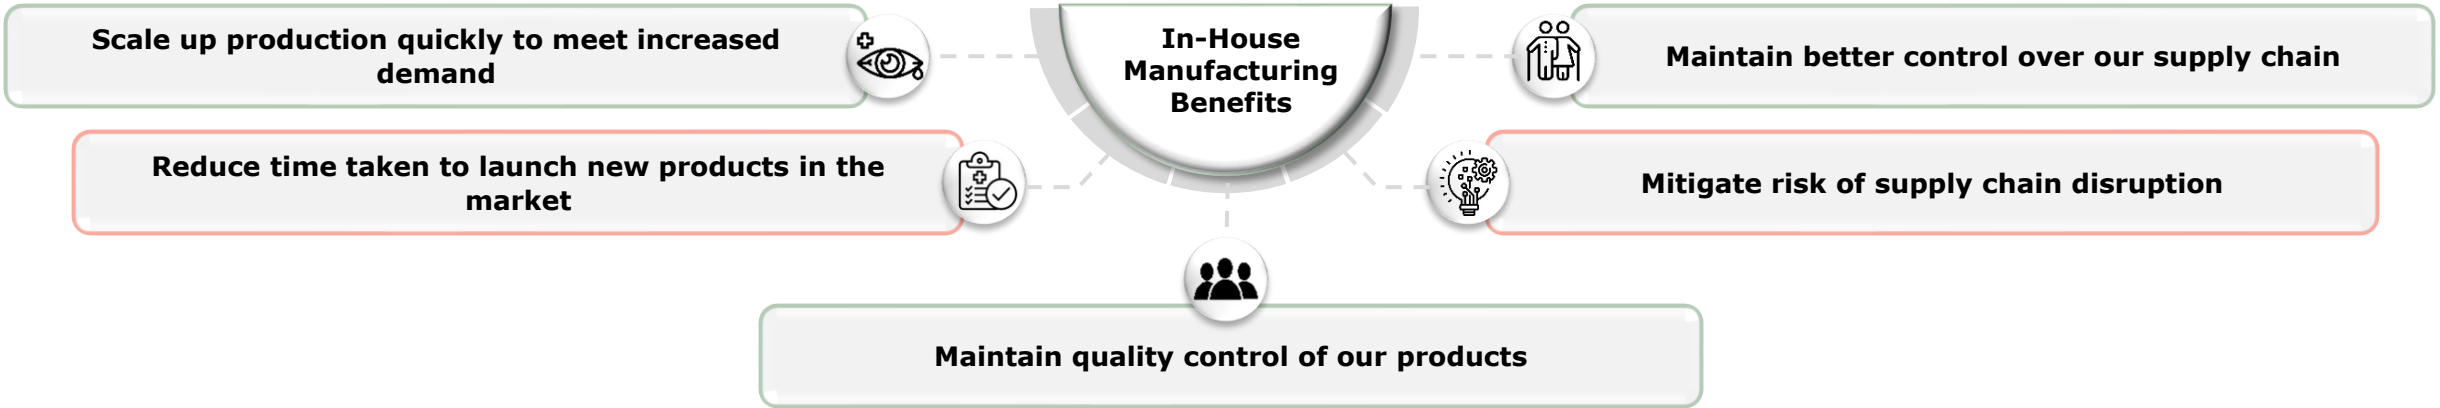 In-House
Manufacturing
Benefits
Scale up production quickly to meet increased
demand
Maintain better control over our supply chain
Reduce time taken to launch new products in the
market
Mitigate risk of supply chain disruption
Maintain quality control of our products